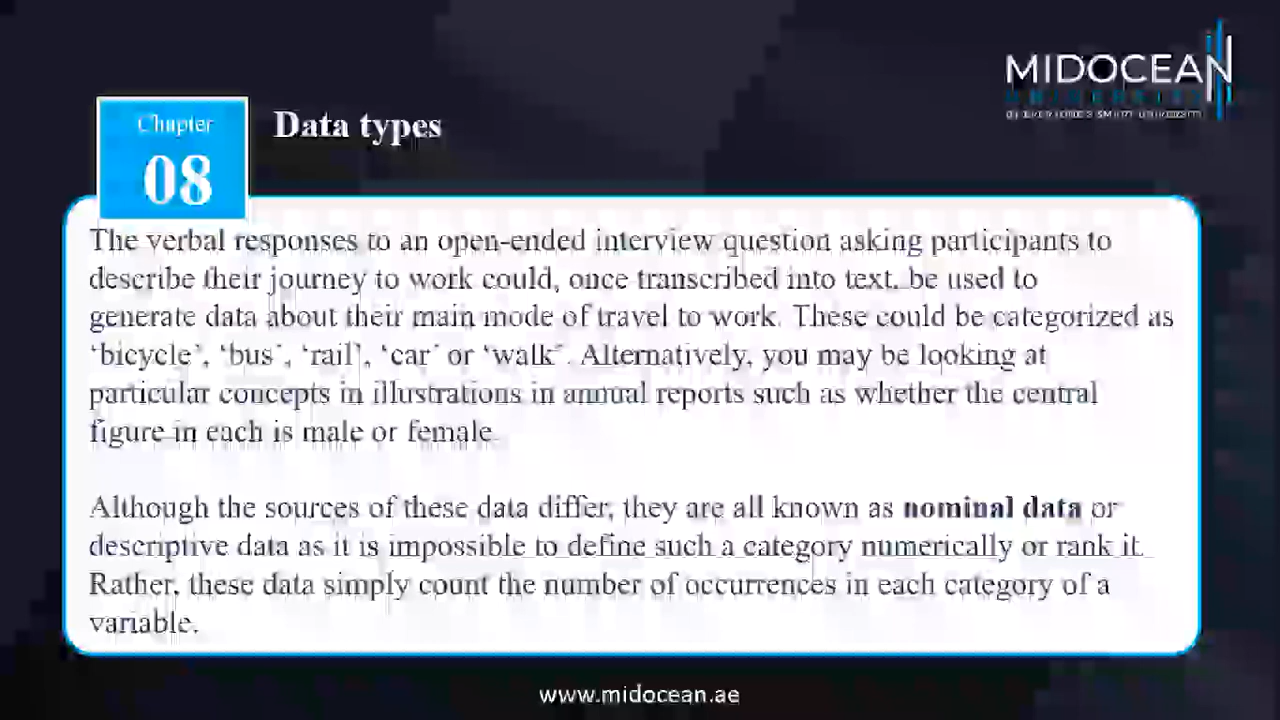 MIDOCEAN
UNIVERSITY
Chapter
08
Data types
The verbal responses to an open-ended interview question asking participants to
describe their journey to work could, once transcribed into text, be used to
generate data about their main mode of travel to work. These could be categorized as
‘bicycle’, ‘bus’, ‘rail’, ‘car’ or ‘walk’. Alternatively, you may be looking at
particular concepts in illustrations in annual reports such as whether the central
figure in each is male or female.
Although the sources of these data differ, they are all known as nominal data or
descriptive data as it is impossible to define such a category numerically or rank it.
Rather, these data simply count the number of occurrences in each category of a
variable.
www.midocean.ae